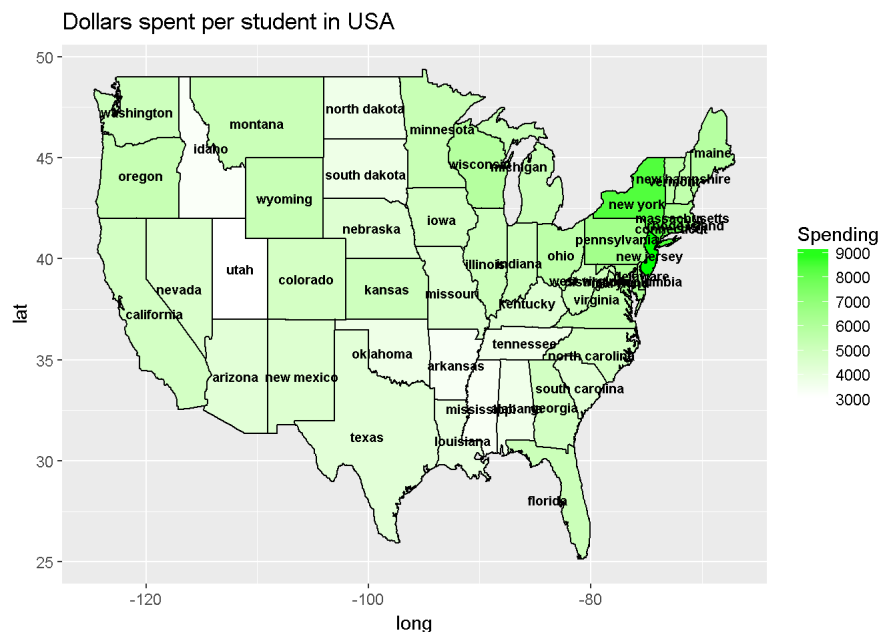 Dollars spent per student in USA
50
45
40
35
30
25
lat
-120
-100
-80
long
Spending
9000
8000
7000
6000
5000
4000
3000
washington
montana
north dakota
minnesota
maine
idaho
wisconsin
michigan
oregon
south dakota
new hampshire
vermont
wyoming
new york
iowa
massachusetts
nebraska
connecticut
pennsylvania
utah
illinois
indiana
ohio
new jersey
colorado
nevada
kansas
missouri
delaware
virginia
california
kentucky
tennessee
oklahoma
arkansas
north carolina
arizona
new mexico
south carolina
mississippi
alabama
georgia
texas
louisiana
florida